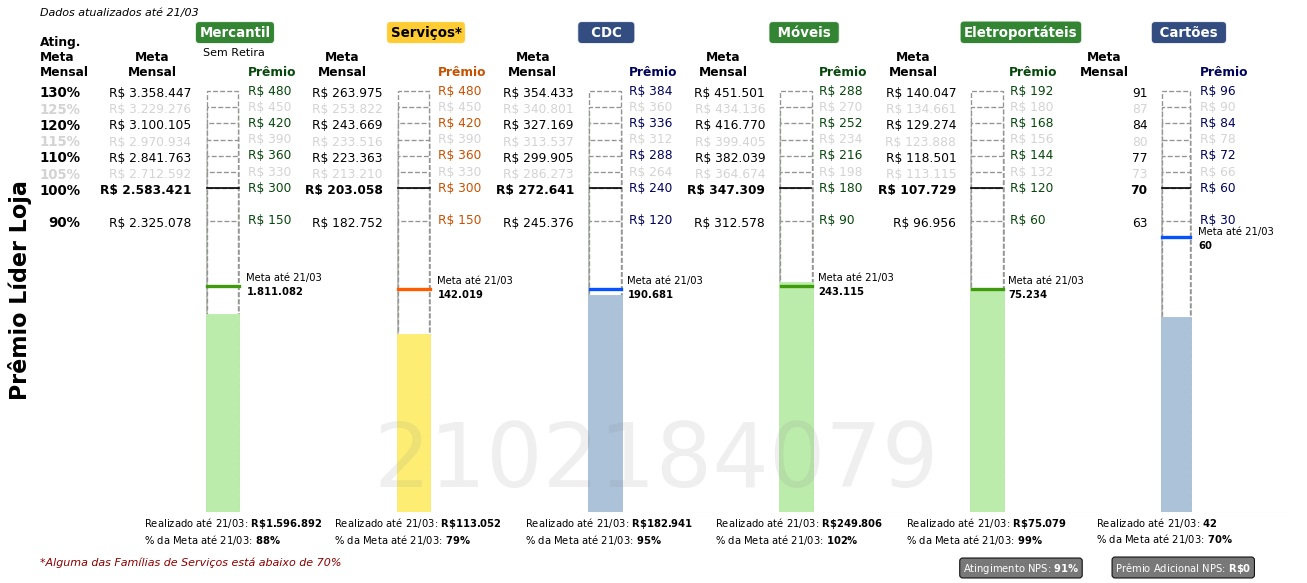 Dados atualizados até 21/03
Mercantil Serviços* CDC Móveis Eletroportáteis Cartões
Sem Retira
Ating. Meta Mensal
Meta Mensal Prêmio Meta Mensal Prêmio Meta Mensal Prêmio Meta Mensal Prêmio Meta Mensal Prêmio Meta Mensal Prêmio
130% R$ 3.358.447 R$ 480 R$ 263.975 R$ 480 R$ 354.433 R$ 384 R$ 451.501 R$ 288 R$ 140.047 R$ 192 91 R$ 96
125% R$ 3.229.276 R$ 450 R$ 253.822 R$ 450 R$ 340.801 R$ 360 R$ 434.136 R$ 270 R$ 134.661 R$ 180 87 R$ 90
120% R$ 3.100.105 R$ 420 R$ 243.669 R$ 420 R$ 327.169 R$ 336 R$ 416.770 R$ 252 R$ 129.274 R$ 168 84 R$ 84
115% R$ 2.970.934 R$ 390 R$ 233.516 R$ 390 R$ 313.537 R$ 312 R$ 399.405 R$ 234 R$ 123.888 R$ 156 80 R$ 78
110% R$ 2.841.763 R$ 360 R$ 223.363 R$ 360 R$ 299.905 R$ 288 R$ 382.039 R$ 216 R$ 118.501 R$ 144 77 R$ 72
105% R$ 2.712.592 R$ 330 R$ 213.210 R$ 330 R$ 286.273 R$ 264 R$ 364.674 R$ 198 R$ 113.115 R$ 132 73 R$ 66
100% R$ 2.583.421 R$ 300 R$ 203.058 R$ 300 R$ 272.641 R$ 240 R$ 347.309 R$ 180 R$ 107.729 R$ 120 70 R$ 60
90% R$ 2.325.078 R$ 150 R$ 182.752 R$ 150 R$ 245.376 R$ 120 R$ 312.578 R$ 90 R$ 96.956 R$ 60 63 R$ 30
Prêmio Líder Loja
Meta até 21/03
60
Meta até 21/03 Meta até 21/03 Meta até 21/03 Meta até 21/03 Meta até 21/03
1.811.082 142.019 190.681 243.115 75.234
2102184079
Realizado até 21/03: R$1.596.892 Realizado até 21/03: R$113.052 Realizado até 21/03: R$182.941 Realizado até 21/03: R$249.806 Realizado até 21/03: R$75.079 Realizado até 21/03: 42
% da Meta até 21/03: 88% % da Meta até 21/03: 79% % da Meta até 21/03: 95% % da Meta até 21/03: 102% % da Meta até 21/03: 99% % da Meta até 21/03: 70%
*Alguma das Famílias de Serviços está abaixo de 70%
Atingimento NPS: 91% Prêmio Adicional NPS: R$0